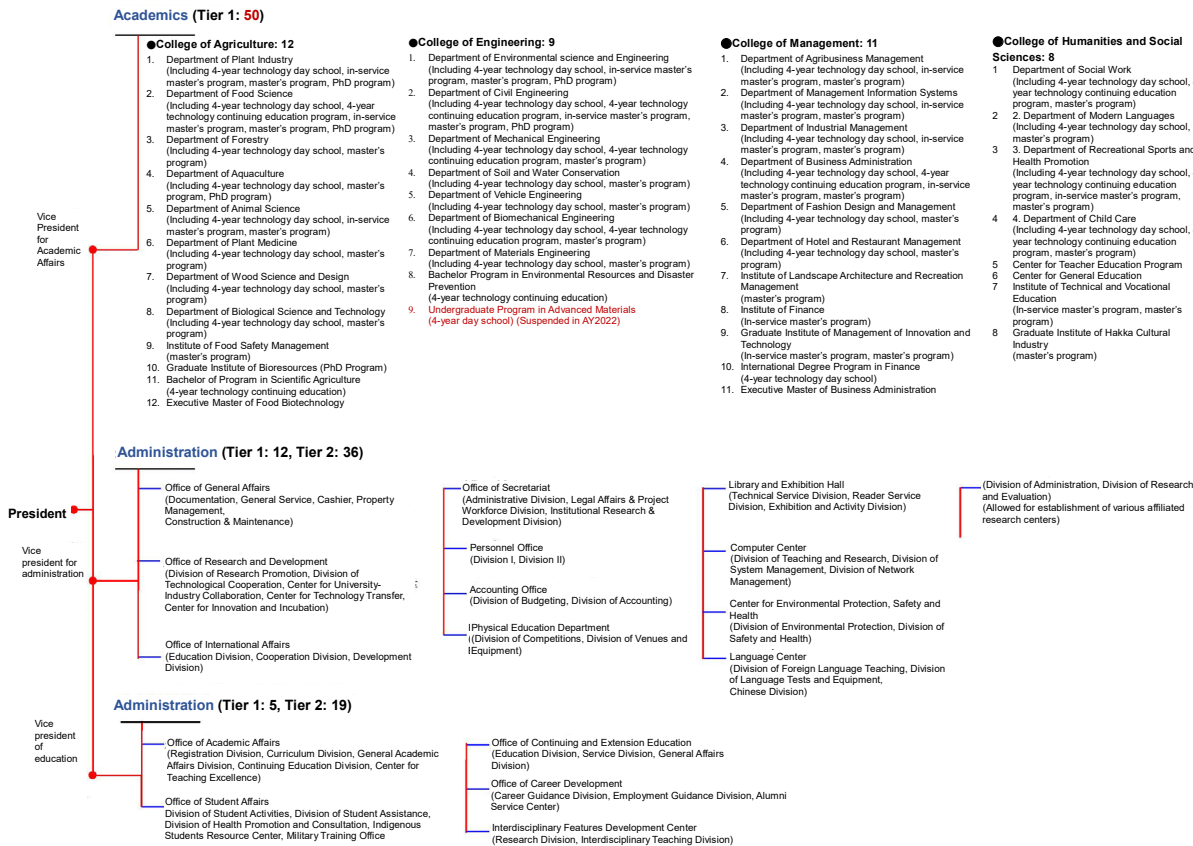 Academics (Tier 1: 50)
●College of Agriculture: 12
1. Department of Plant Industry
(Including 4-year technology day school, in-service
master's program, master's program, PhD program)
2. Department of Food Science
(Including 4-year technology day school, 4-year
technology continuing education program, in-service
master's program, master's program, PhD program)
3. Department of Forestry
(Including 4-year technology day school, master's
program)
4. Department of Aquaculture
(Including 4-year technology day school, master's
program, PhD program)
5. Department of Animal Science
(Including 4-year technology day school, in-service
master's program, master's program)
6. Department of Plant Medicine
(Including 4-year technology day school, master's
program)
7. Department of Wood Science and Design
(Including 4-year technology day school, master's
program)
8. Department of Biological Science and Technology
(Including 4-year technology day school, master's
program)
9. Institute of Food Safety Management
(master's program)
10. Graduate Institute of Bioresources (PhD Program)
11. Bachelor of Program in Scientific Agriculture
(4-year technology continuing education)
12. Executive Master of Food Biotechnology
●College of Engineering: 9
1. Department of Environmental science and Engineering
(Including 4-year technology day school, in-service master's
program, master's program, PhD program)
2. Department of Civil Engineering
(Including 4-year technology day school, 4-year technology
continuing education program, in-service master's program,
master's program, PhD program)
3. Department of Mechanical Engineering
(Including 4-year technology day school, 4-year technology
continuing education program, master's program)
4. Department of Soil and Water Conservation
(Including 4-year technology day school, master's program)
5. Department of Vehicle Engineering
(Including 4-year technology day school, master's program)
6. Department of Biomechanical Engineering
(Including 4-year technology day school, 4-year technology
continuing education program, master's program)
7. Department of Materials Engineering
(Including 4-year technology day school, master's program)
8. Bachelor Program in Environmental Resources and Disaster
Prevention
(4-year technology continuing education)
9. Undergraduate Program in Advanced Materials
(4-year day school) (Suspended in AY2022)
●College of Management: 11
1. Department of Agribusiness Management
(Including 4-year technology day school, in-service
master's program, master's program)
2. Department of Management Information Systems
(Including 4-year technology day school, in-service
master's program, master's program)
3. Department of Industrial Management
(Including 4-year technology day school, in-service
master's program, master's program)
4. Department of Business Administration
(Including 4-year technology day school, 4-year
technology continuing education program, in-service
master's program, master's program)
5. Department of Fashion Design and Management
(Including 4-year technology day school, master's
program)
6. Department of Hotel and Restaurant Management
(Including 4-year technology day school, master's
program)
7. Institute of Landscape Architecture and Recreation
Management
(master's program)
8. Institute of Finance
(In-service master's program)
9. Graduate Institute of Management of Innovation and
Technology
(In-service master's program, master's program)
10. International Degree Program in Finance
(4-year technology day school)
11. Executive Master of Business Administration
●College of Humanities and Social
Sciences: 8
1 Department of Social Work
(Including 4-year technology day school,
year technology continuing education
program, master's program)
2 2. Department of Modern Languages
(Including 4-year technology day school,
3 3. Department of Recreational Sports and
Health Promotion
(Including 4-year technology day school,
year technology continuing education
program, in-service master's program,
master's program)
4 4. Department of Child Care
(Including 4-year technology day school,
year technology continuing education
program, master's program)
5 Center for Teacher Education Program
6 Center for General Education
7 Institute of Technical and Vocational
Education
(In-service master's program, master's
program)
8 Graduate Institute of Hakka Cultural
Industry
(master's program)
Vice
President
for
Academic
Affairs
President
Vice
president for
administration
Administration (Tier 1: 12, Tier 2: 36)
Office of General Affairs
(Documentation, General Service, Cashier, Property
Management,
Construction & Maintenance)
Office of Research and Development
(Division of Research Promotion, Division of
Technological Cooperation, Center for University-
Industry Collaboration, Center for Technology Transfer,
Center for Innovation and Incubation)
Office of International Affairs
(Education Division, Cooperation Division, Development
Division)
Office of Secretariat
(Administrative Division, Legal Affairs & Project
Workforce Division, Institutional Research &
Development Division)
Personnel Office
(Division I, Division II)
Accounting Office
(Division of Budgeting, Division of Accounting)
Physical Education Department
(Division of Competitions, Division of Venues and
Equipment)
Library and Exhibition Hall
(Technical Service Division, Reader Service
Division, Exhibition and Activity Division)
Computer Center
(Division of Teaching and Research, Division of
System Management, Division of Network
Management)
Center for Environmental Protection, Safety and
Health
(Division of Environmental Protection, Division of
Safety and Health)
Language Center
(Division of Foreign Language Teaching, Division
of Language Tests and Equipment,
Chinese Division)
(Division of Administration, Division of Research
and Evaluation)
(Allowed for establishment of various affiliated
research centers)
Vice
president
of
education
Administration (Tier 1: 5, Tier 2: 19)
Office of Academic Affairs
(Registration Division, Curriculum Division, General Academic
Affairs Division, Continuing Education Division, Center for
Teaching Excellence)
Office of Student Affairs
Division of Student Activities, Division of Student Assistance,
Division of Health Promotion and Consultation, Indigenous
Students Resource Center, Military Training Office
Office of Continuing and Extension Education
(Education Division, Service Division, General Affairs
Division)
Office of Career Development
(Career Guidance Division, Employment Guidance Division, Alumni
Service Center)
Interdisciplinary Features Development Center
(Research Division, Interdisciplinary Teaching Division)